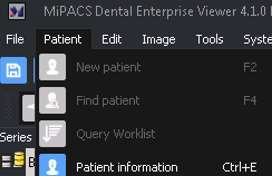 MiPACS Dental Enterprise Viewer 4.1.0
File Patient Edit Image Tools
New patient F2
Find patient F4
Query Worklist
Series
Patient information Ctrl+E